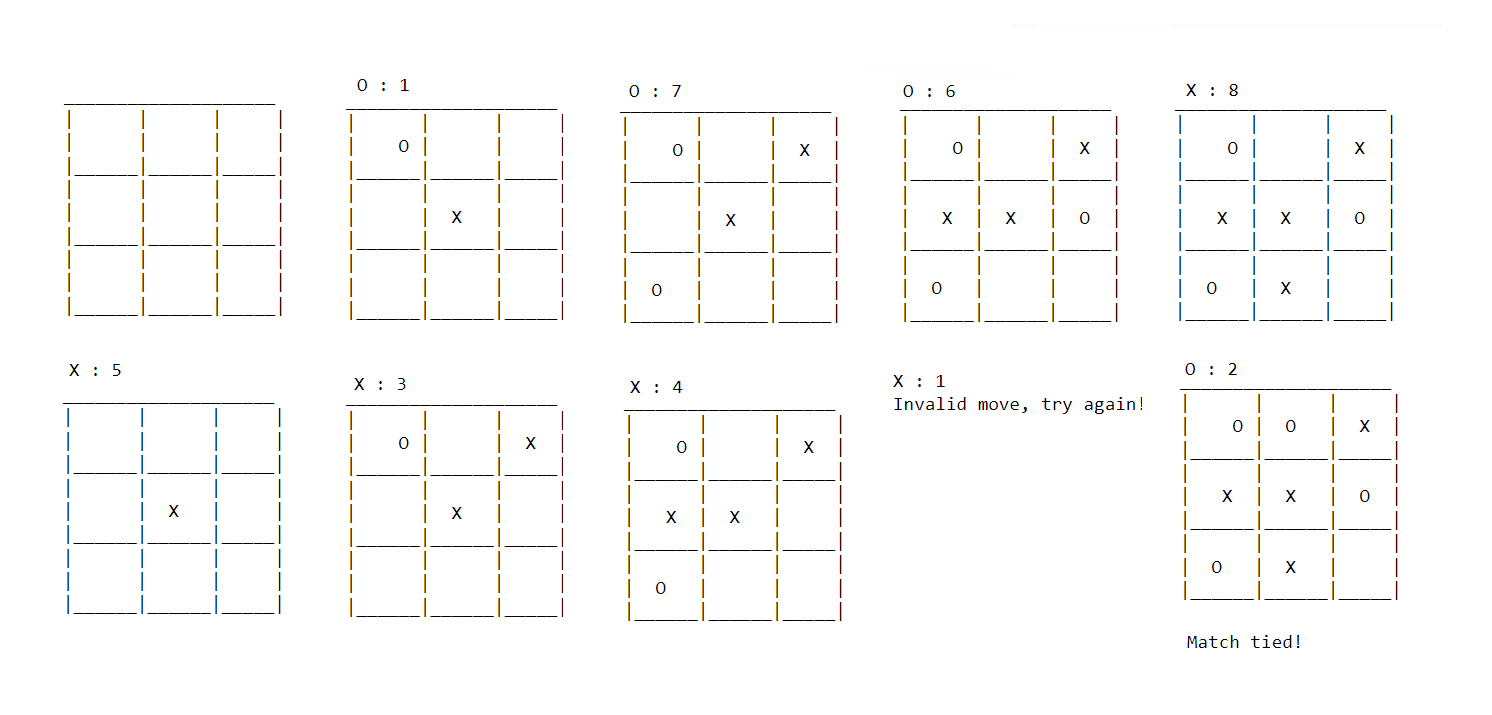 X : 5
X
O : 1
O
X
X : 3
O X
X
O : 7
O X
X
O
X : 4
O X
X X
O
O : 6
O X
X X O
O
X : 1
Invalid move, try again!
X : 8
O X
X X O
O X
O : 2
O O X
X X O
O X
Match tied!